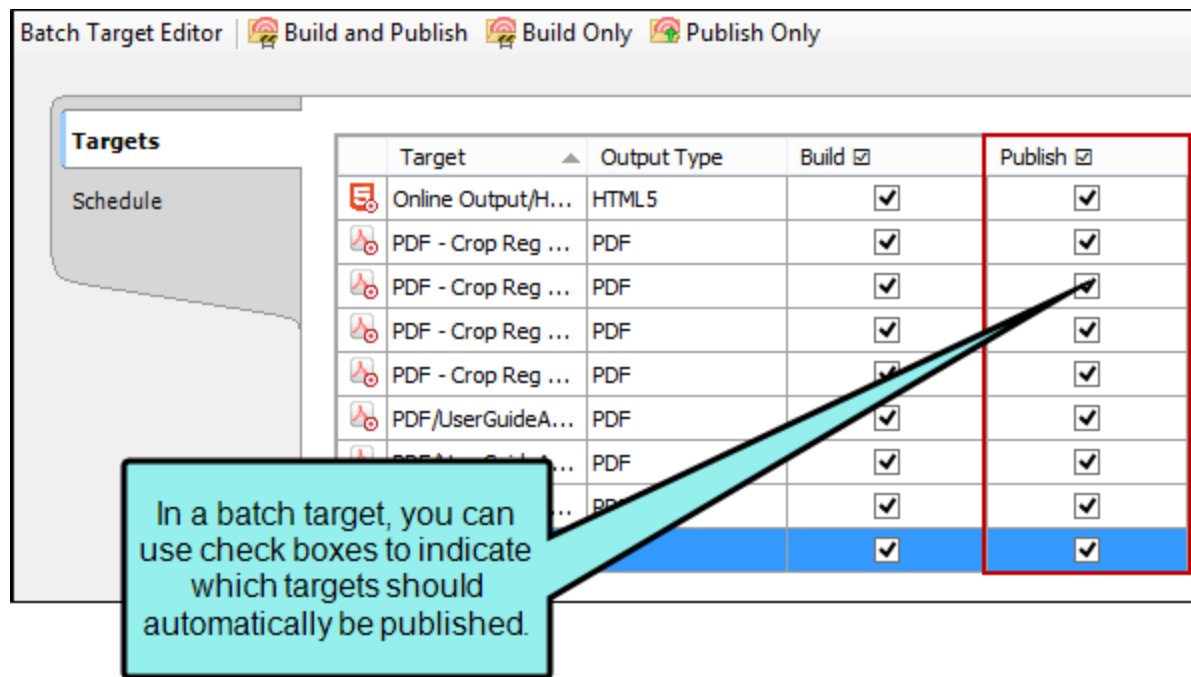 Batch Target Editor Build and Publish Build Only Publish Only
Targets
Schedule
Target Output Type Build Publish
Online Output/H... HTML5
PDF - Crop Reg ... PDF
PDF - Crop Reg ... PDF
PDF - Crop Reg ... PDF
PDF - Crop Reg ... PDF
PDF/UserGuideA... PDF
... PDF
...
In a batch target, you can
use check boxes to indicate
which targets should
automatically be published.